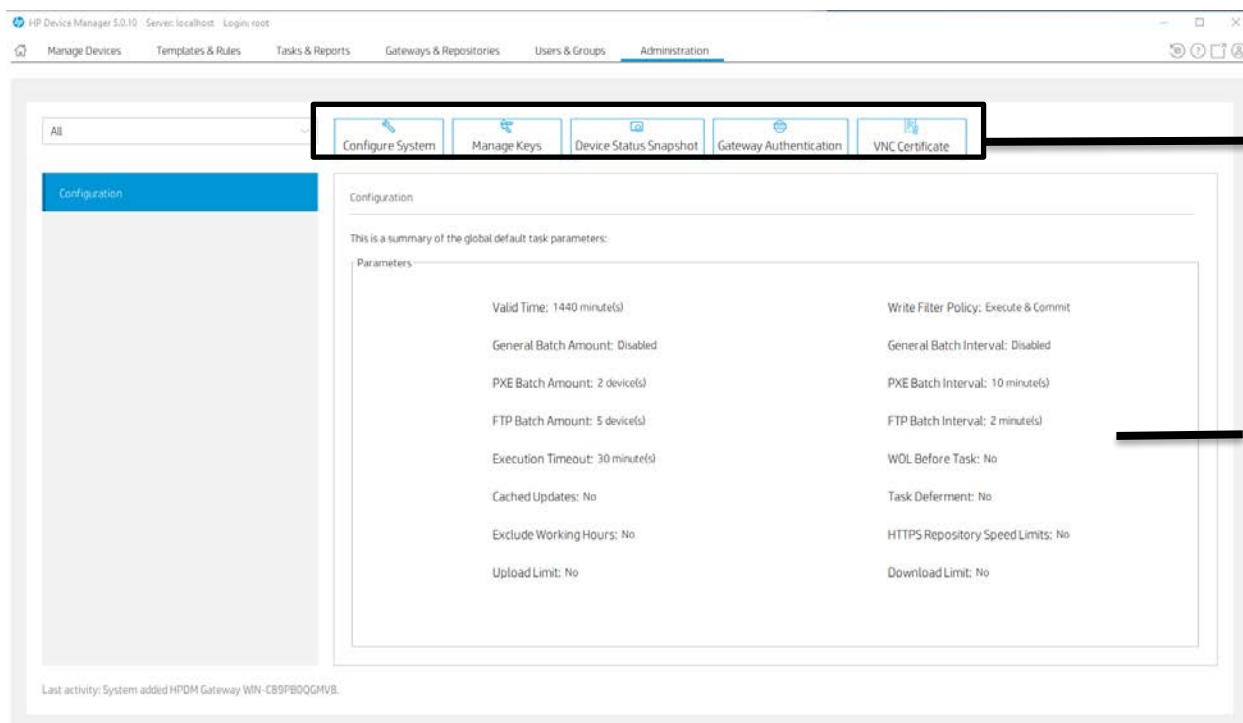 HP Device Manager 5.0.10 Server: localhost Login: root
Manage Devices Templates & Rules Tasks & Reports Gateways & Repositories Users & Groups Administration
All
Configure System Manage Keys Device Status Snapshot Gateway Authentication VNC Certificate
Configuration
Configuration
This is a summary of the global default task parameters:
Parameters
Valid Time: 1440 minute(s) Write Filter Policy: Execute & Commit
General Batch Amount: Disabled General Batch Interval: Disabled
PXE Batch Amount: 2 device(s) PXE Batch Interval: 10 minute(s)
FTP Batch Amount: 5 device(s) FTP Batch Interval: 2 minute(s)
Execution Timeout: 30 minute(s) WOL Before Task: No
Cached Updates: No Task Deferment: No
Exclude Working Hours: No HTTPS Repository Speed Limits: No
Upload Limit: No Download Limit: No
Last activity: System added HPDM Gateway WIN-CB9PB0QGMVB.